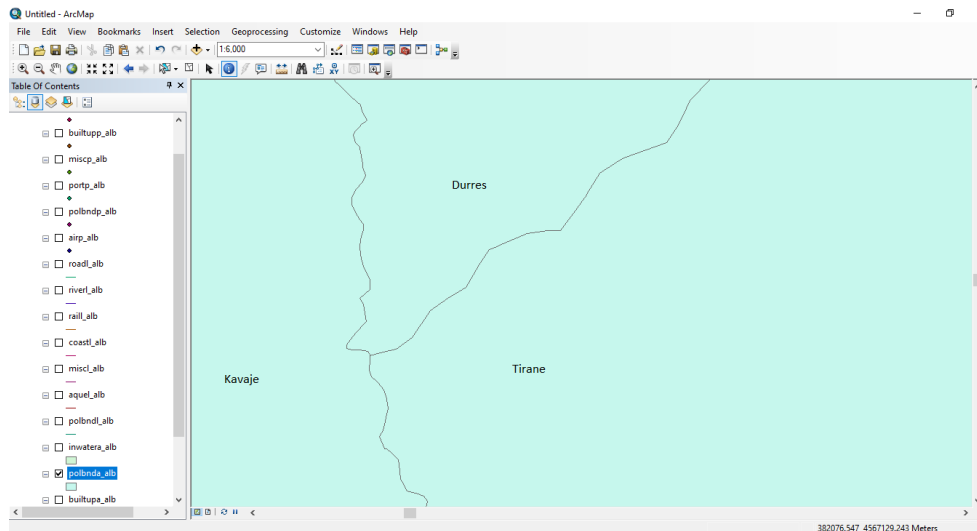 Untitled - ArcMap
File Edit View Bookmarks Insert Selection Geoprocessing Customize Windows Help
1:6,000
Table Of Contents
builtupp_alb
miscp_alb
portp_alb
polbndp_alb
airp_alb
roadl_alb
riverl_alb
raill_alb
coastl_alb
miscl_alb
aquel_alb
polbndl_alb
inwatera_alb
polbnda_alb
builtupa_alb
Durres
Tirane
Kavaje
382076.547 4567129.243 Meters